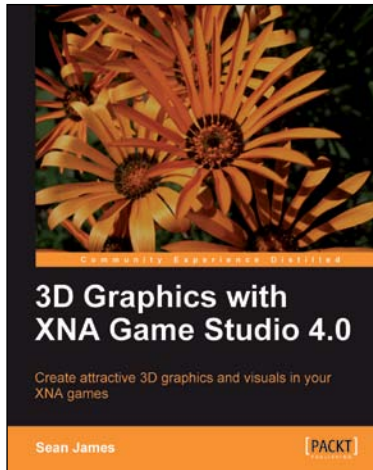 Community Experience Distilled
3D Graphics with
XNA Game Studio 4.0
Create attractive 3D graphics and visuals in your
XNA games
Sean James
[PACKT]
PUBLISHING